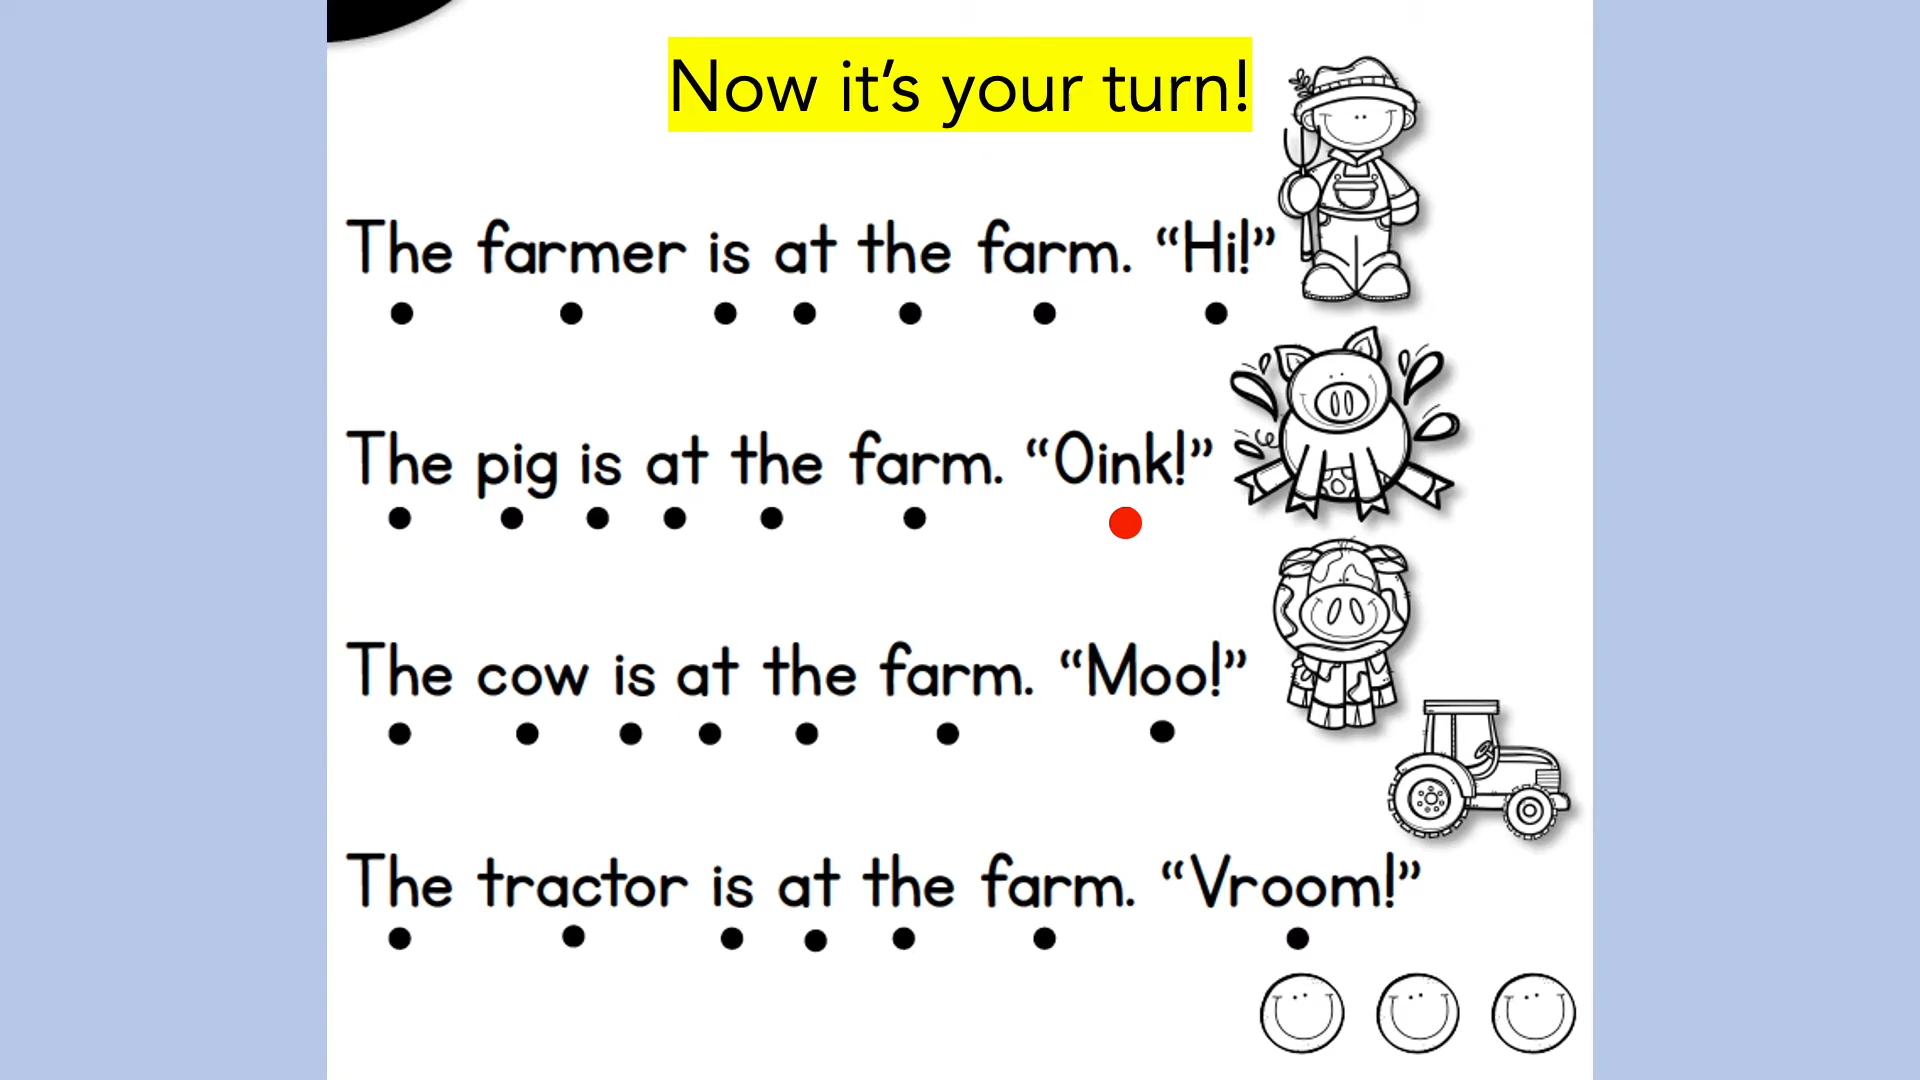 Now it’s your turn!
The farmer is at the farm. “Hi!”
The pig is at the farm. “Oink!”
The cow is at the farm. “Moo!”
The tractor is at the farm. “Vroom!”